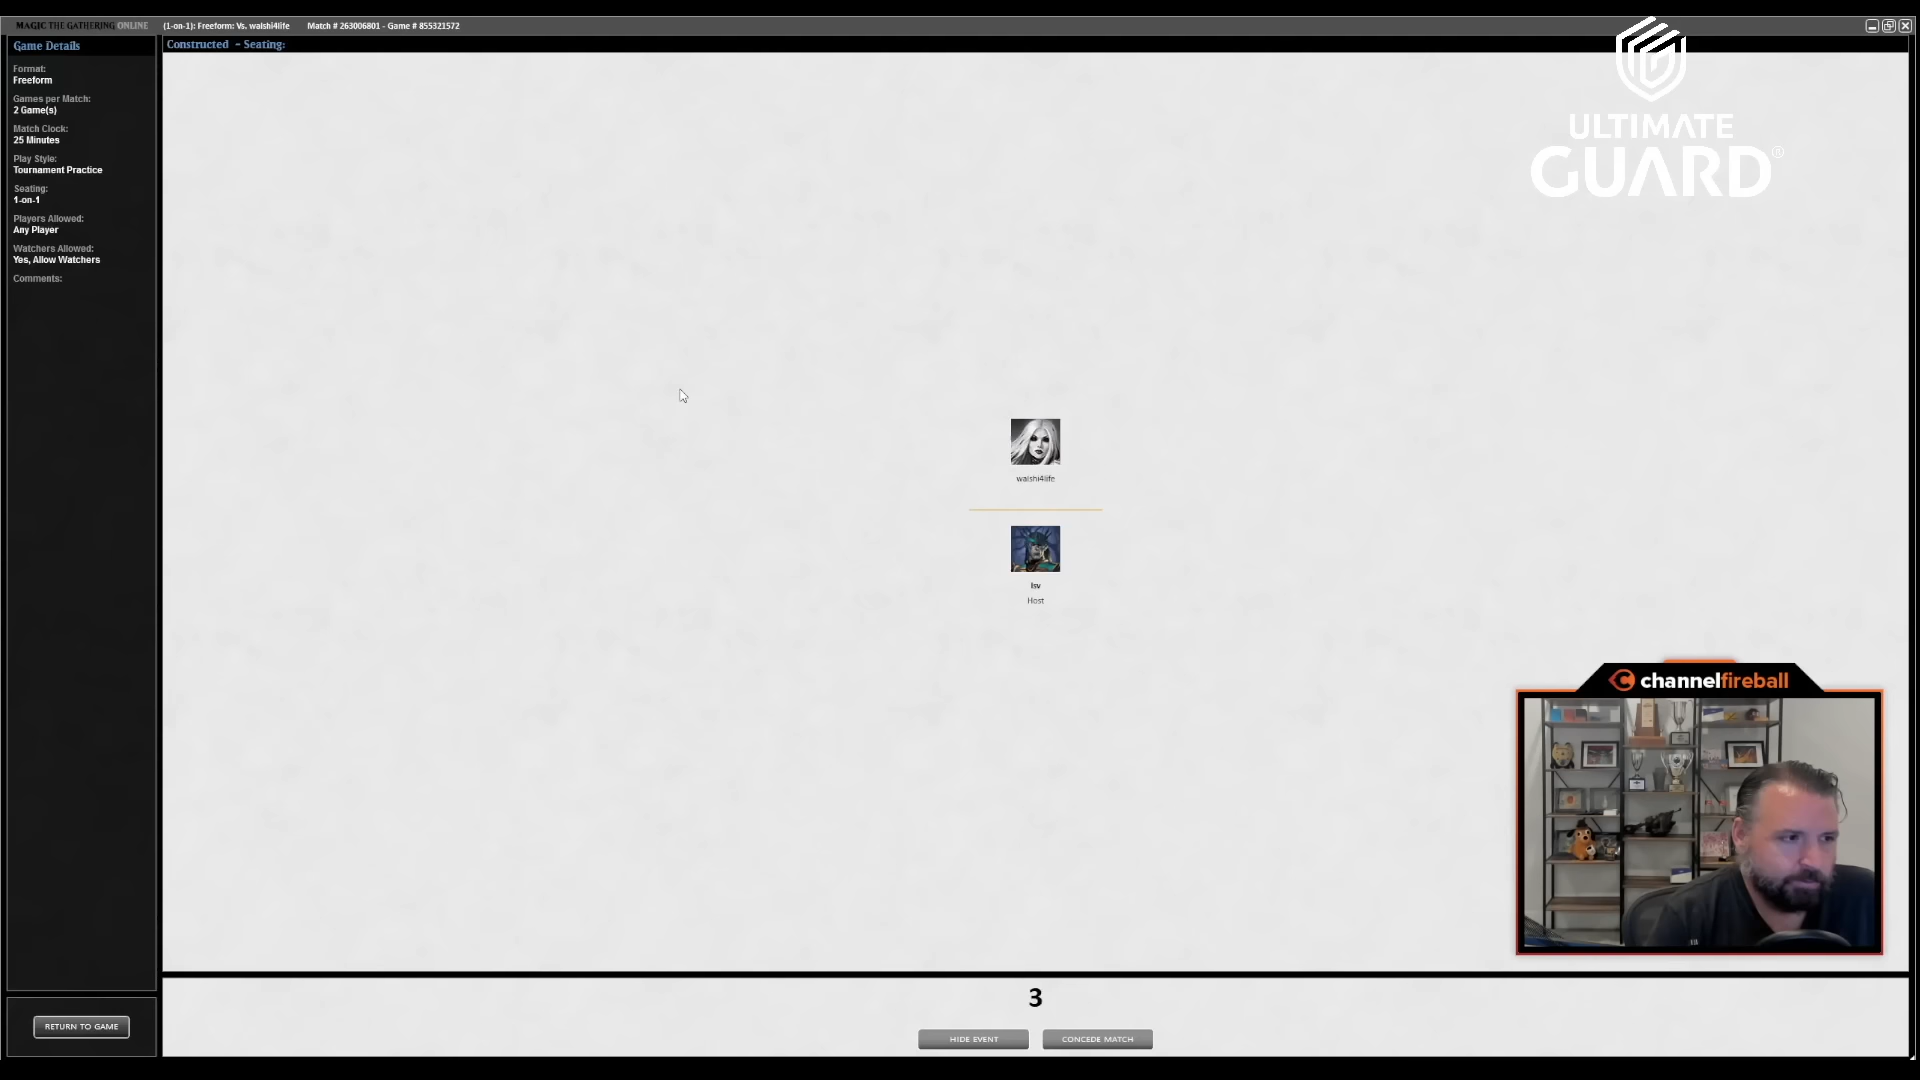 MAGIC THE GATHERING ONLINE
(1-on-1): Freeform: Vs. walshi4life Match # 263006801 - Game # 855321572
Game Details
Constructed - Seating:
Format:
Freeform
Games per Match:
2 Game(s)
Match Clock:
25 Minutes
Play Style:
Tournament Practice
Seating:
1-on-1
Players Allowed:
Any Player
Watchers Allowed:
Yes, Allow Watchers
Comments:
ULTIMATE
GUARD®
walshi4life
lsv
Host
channelfireball
3
RETURN TO GAME
HIDE EVENT
CONCEDE MATCH